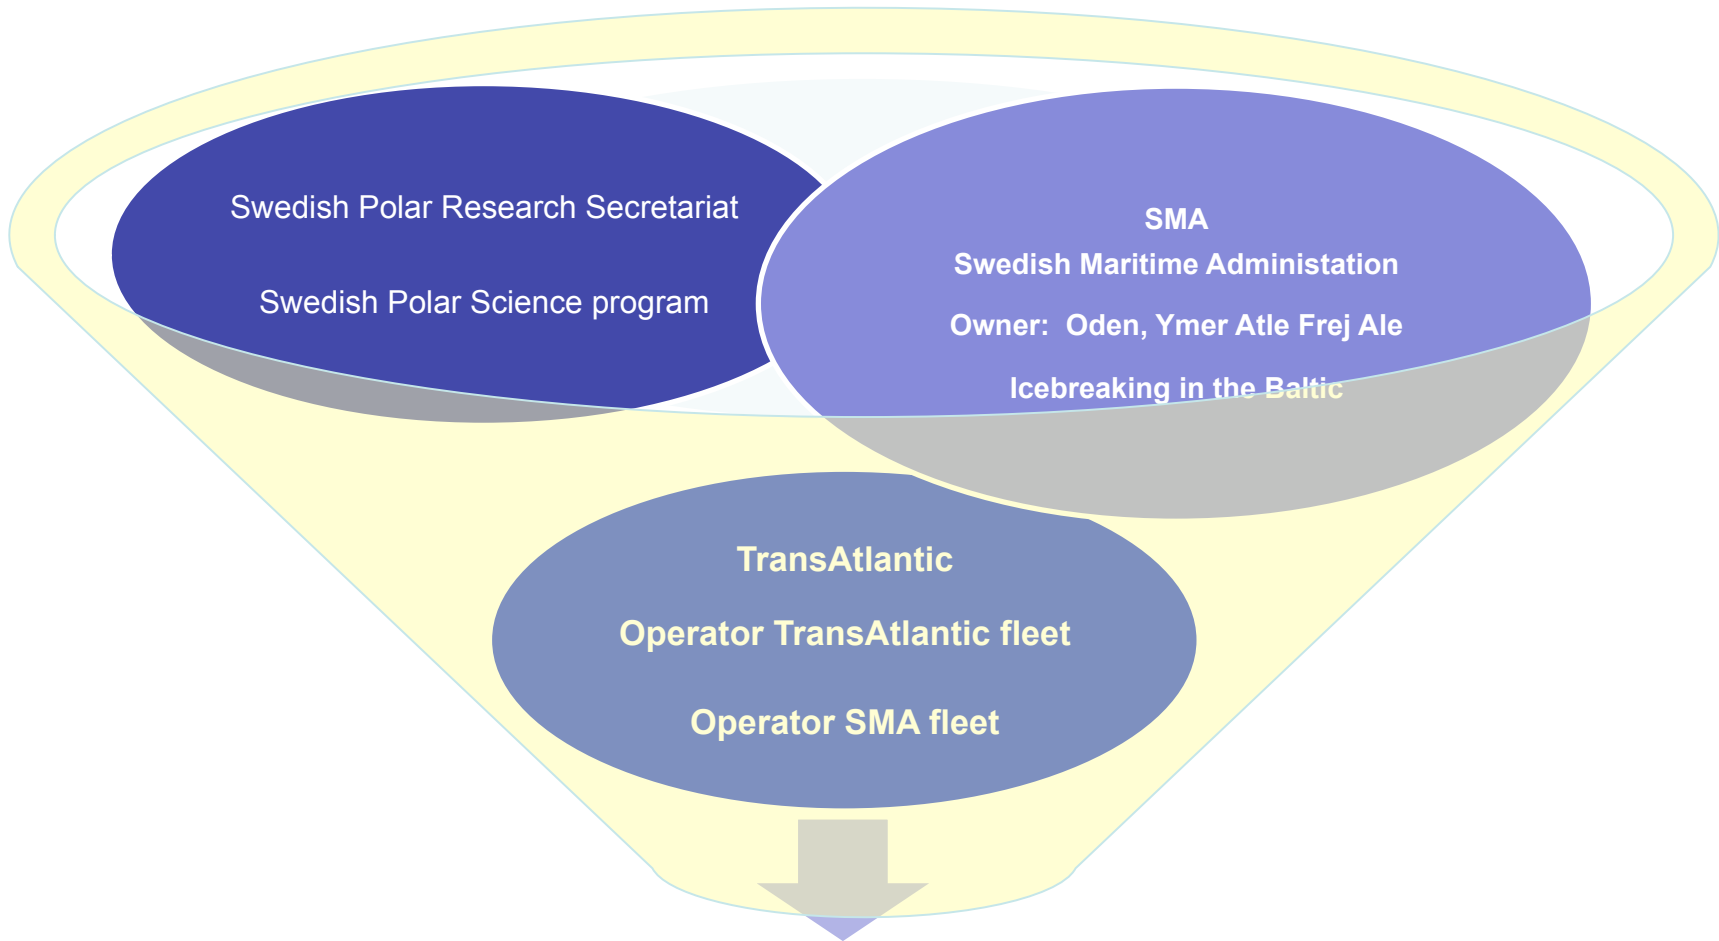 Swedish Polar Research Secretariat
Swedish Polar Science program
SMA
Swedish Maritime Administation
Owner:  Oden, Ymer Atle Frej Ale
Icebreaking in the Baltic
TransAtlantic
Operator TransAtlantic fleet
Operator SMA fleet